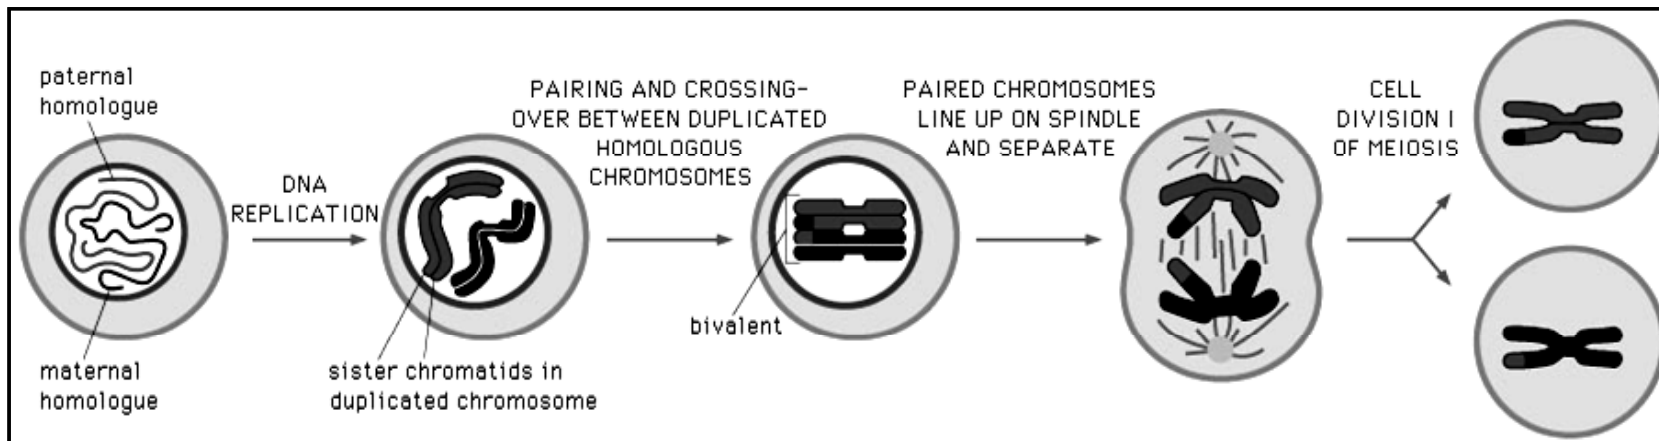 paternal
homologue
DNA
REPLICATION
maternal
homologue
sister chromatids in
duplicated chromosome
PAIRING AND CROSSING-
OVER BETWEEN DUPLICATED
HOMOLOGOUS
CHROMOSOMES
bivalent
PAIRED CHROMOSOMES
LINE UP ON SPINDLE
AND SEPARATE
CELL
DIVISION I
OF MEIOSIS